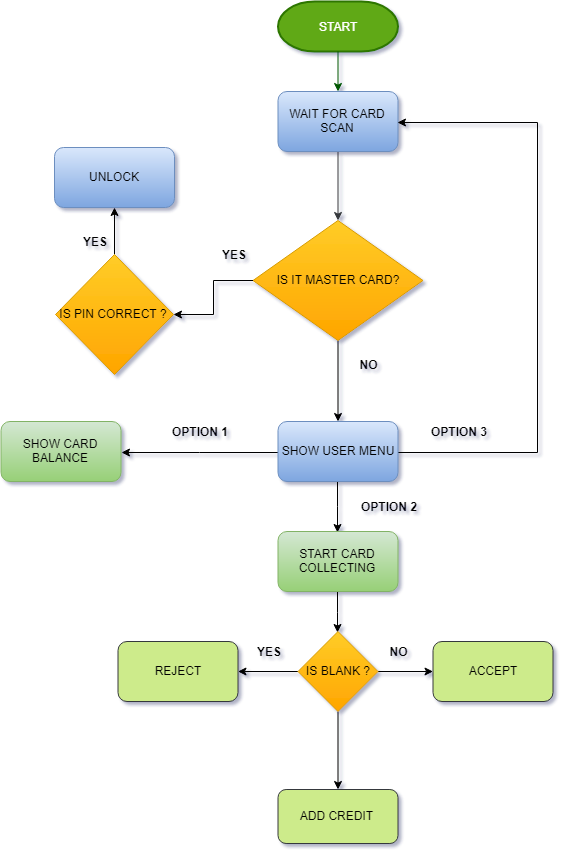 START
WAIT FOR CARD
SCAN
UNLOCK
YES
YES
IS IT MASTER CARD?
IS PIN CORRECT ?
NO
OPTION 1
OPTION 3
SHOW CARD
BALANCE
SHOW USER MENU
OPTION 2
START CARD
COLLECTING
YES
NO
REJECT
IS BLANK ?
ACCEPT
ADD CREDIT